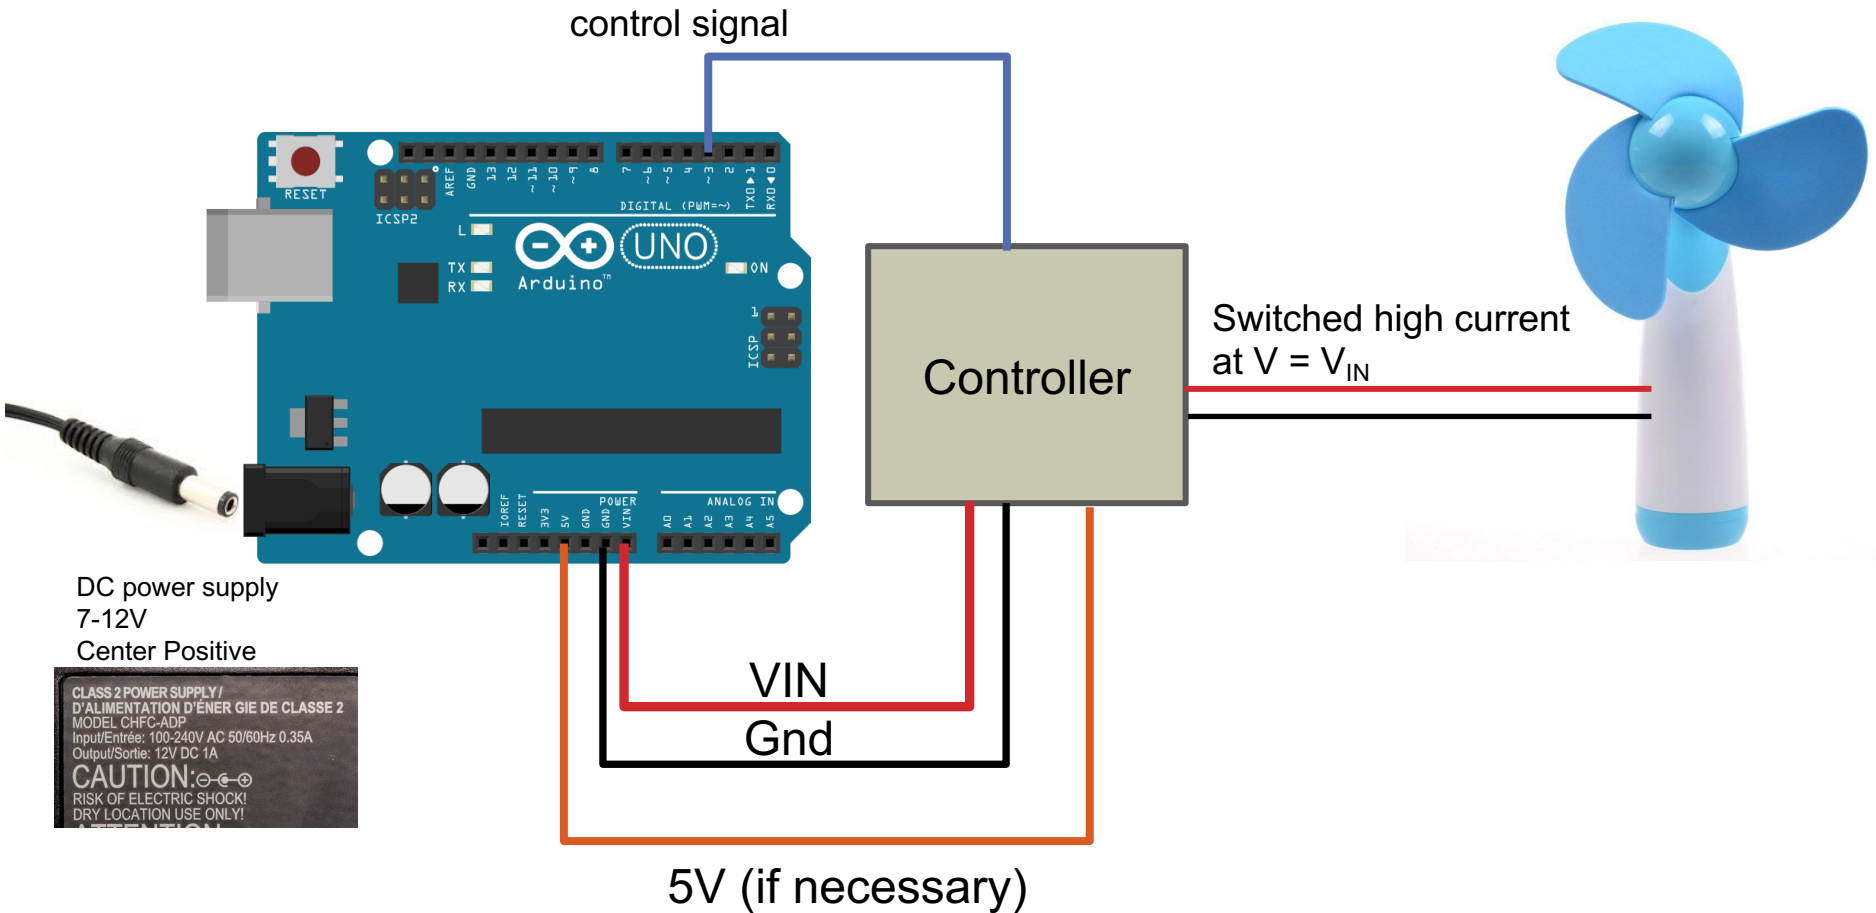 control signal
RESET
ICSP2
AREF
GND
13
12
~11
~10
~9
8
7
~6
~5
4
~3
2
TX0▶1
RX0◀0
DIGITAL (PWM=~)
L
TX
RX
UNO
Arduino™
ON
1
ICSP
Controller
Switched high current
at V = VIN
IOREF
RESET
3V3
5V
GND
GND
VIN
POWER
ANALOG IN
A0
A1
A2
A3
A4
A5
DC power supply
7-12V
Center Positive
CLASS 2 POWER SUPPLY /
D'ALIMENTATION D'ÉNER GIE DE CLASSE 2
MODEL CHFC-ADP
Input/Entrée: 100-240V AC 50/60Hz 0.35A
Output/Sortie: 12V DC 1A
CAUTION:
RISK OF ELECTRIC SHOCK!
DRY LOCATION USE ONLY!
VIN
Gnd
5V (if necessary)